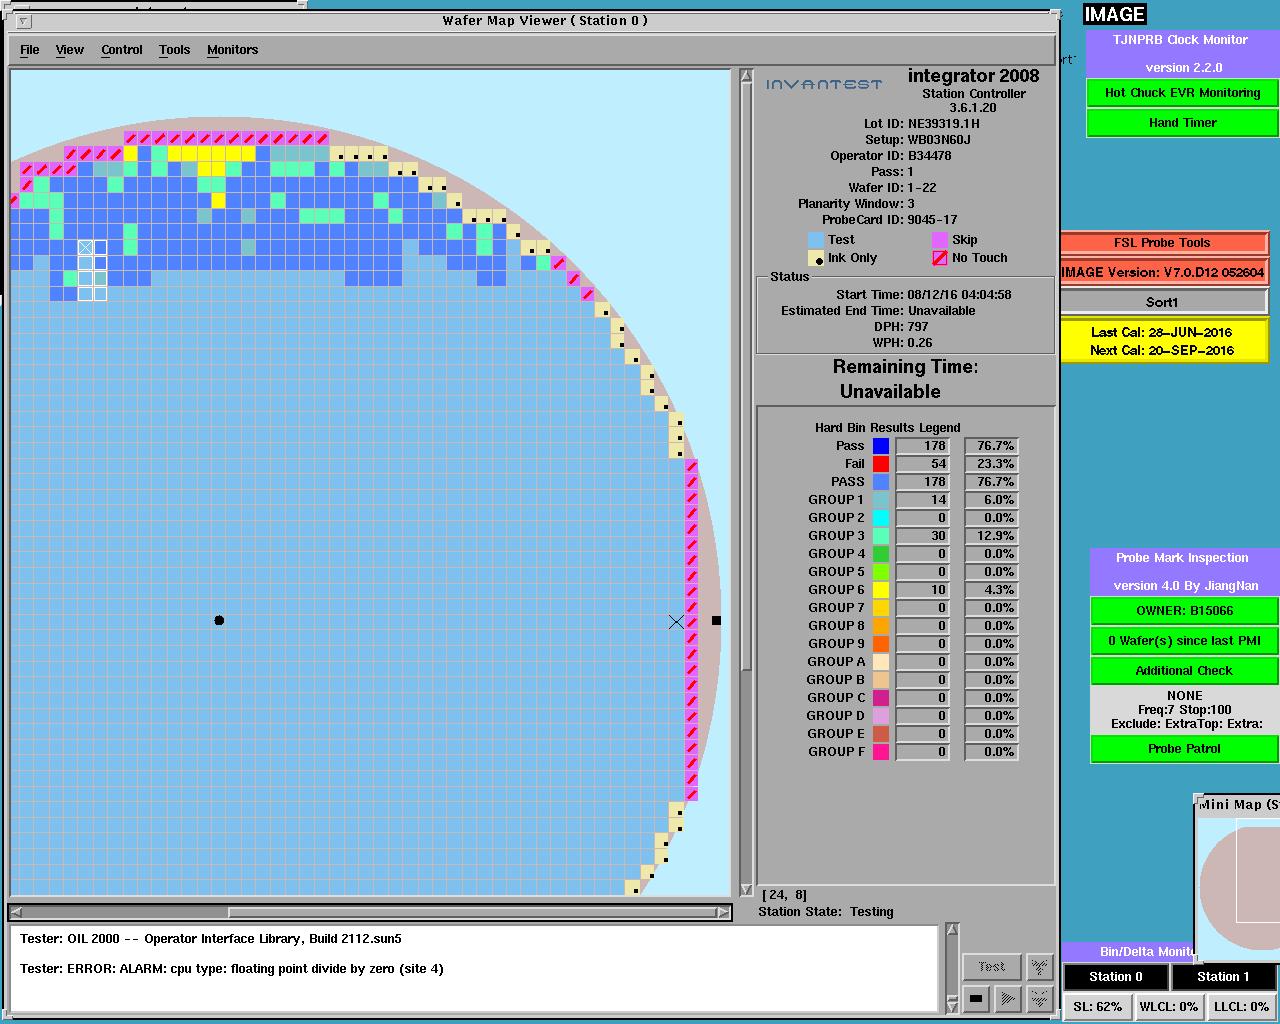 Wafer Map Viewer ( Station 0 )
File View Control Tools Monitors
INVANTEST
integrator 2008
Station Controller
3.6.1.20
Lot ID: NE39319.1H
Setup: WB03N60J
Operator ID: B34478
Pass: 1
Wafer ID: 1-22
Planarity Window: 3
ProbeCard ID: 9045-17
Test Skip
Ink Only No Touch
Status
Start Time: 08/12/16 04:04:58
Estimated End Time: Unavailable
DPH: 797
WPH: 0.26
Remaining Time:
Unavailable
Hard Bin Results Legend
Pass 178 76.7%
Fail 54 23.3%
PASS 178 76.7%
GROUP 1 14 6.0%
GROUP 2 0 0.0%
GROUP 3 30 12.9%
GROUP 4 0 0.0%
GROUP 5 0 0.0%
GROUP 6 10 4.3%
GROUP 7 0 0.0%
GROUP 8 0 0.0%
GROUP 9 0 0.0%
GROUP A 0 0.0%
GROUP B 0 0.0%
GROUP C 0 0.0%
GROUP D 0 0.0%
GROUP E 0 0.0%
GROUP F 0 0.0%
[24, 8]
Station State: Testing
Tester: OIL 2000 -- Operator Interface Library, Build 2112.sun5
Tester: ERROR: ALARM: cpu type: floating point divide by zero (site 4)
Test
IMAGE
TJNPRB Clock Monitor
version 2.2.0
Hot Chuck EVR Monitoring
Hand Timer
FSL Probe Tools
IMAGE Version: V7.0.D12 052604
Sort1
Last Cal: 28-JUN-2016
Next Cal: 20-SEP-2016
Probe Mark Inspection
version 4.0 By JiangNan
OWNER: B15066
0 Wafer(s) since last PMI
Additional Check
NONE
Freq:7 Stop:100
Exclude: ExtraTop: Extra:
Probe Patrol
Mini Map (S
Bin/Delta Monito
Station 0 Station 1
SL: 62% WLCL: 0% LLCL: 0%